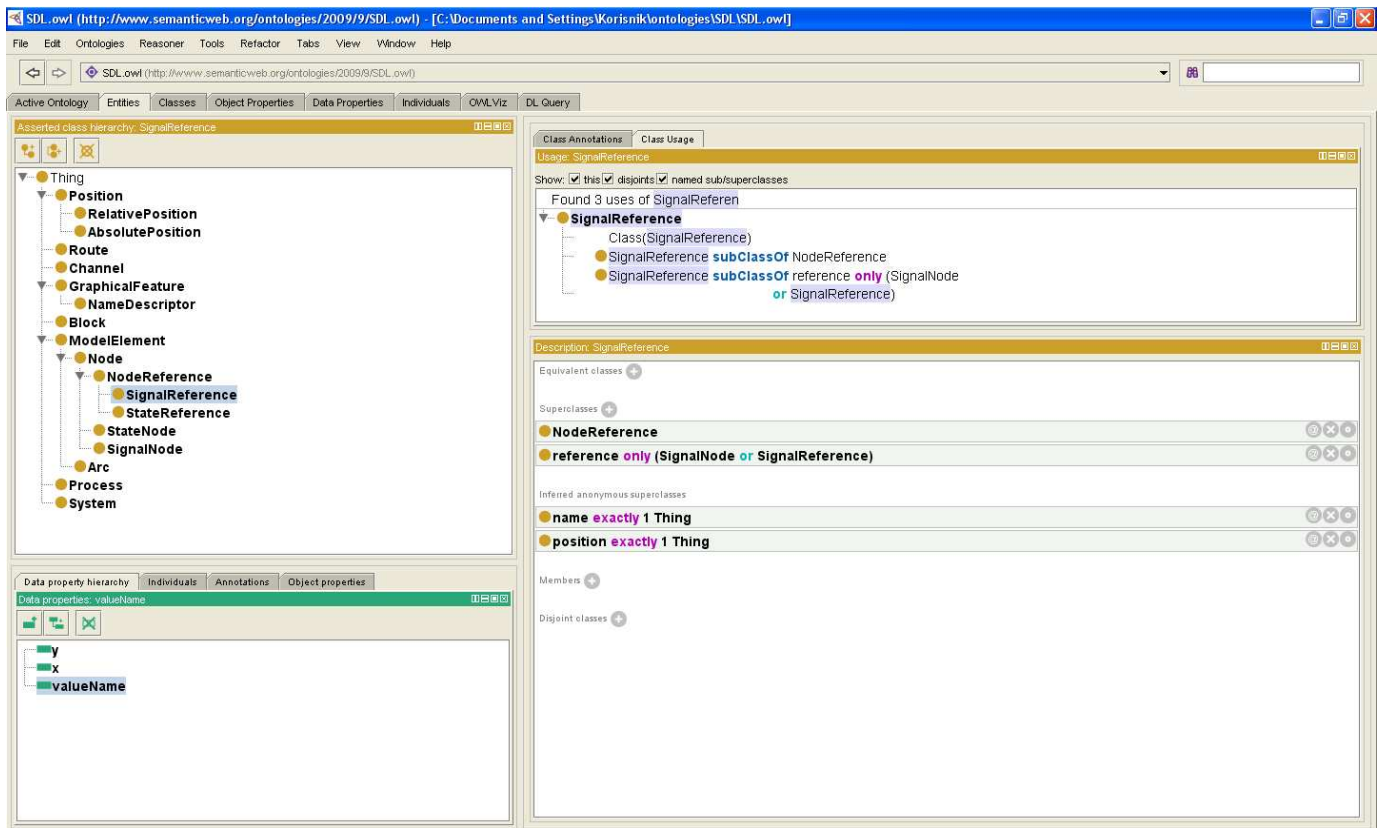 SDL.owl (http://www.semanticweb.org/ontologies/2009/9/SDL.owl) - [C:\Documents and Settings\Korisnik\ontologies\SDL\SDL.owl]
File Edit Ontologies Reasoner Tools Refactor Tabs View Window Help
SDL.owl (http://www.semanticweb.org/ontologies/2009/9/SDL.owl)
Active Ontology Entities Classes Object Properties Data Properties Individuals OWLViz DL Query
Asserted class hierarchy: SignalReference
Thing
Position
RelativePosition
AbsolutePosition
Route
Channel
GraphicalFeature
NameDescriptor
Block
ModelElement
Node
NodeReference
SignalReference
StateReference
StateNode
SignalNode
Arc
Process
System
Data property hierarchy Individuals Annotations Object properties
Data properties: valueName
y
x
valueName
Class Annotations Class Usage
Usage: SignalReference
Show: this disjoints named sub/superclasses
Found 3 uses of SignalReferen
SignalReference
Class(SignalReference)
SignalReference subClassOf NodeReference
SignalReference subClassOf reference only (SignalNode
or SignalReference)
Description: SignalReference
Equivalent classes
Superclasses
NodeReference
reference only (SignalNode or SignalReference)
Inferred anonymous superclasses
name exactly 1 Thing
position exactly 1 Thing
Members
Disjoint classes